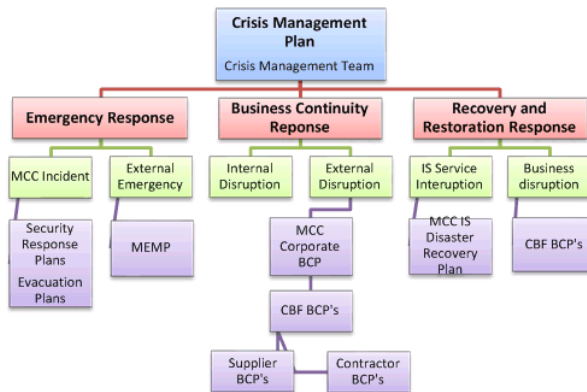 Crisis Management
Plan
Crisis Management Team
Emergency Response
Business Continuity
Reponse
Recovery and
Restoration Response
MCC Incident
External
Emergency
Internal
Disruption
External
Disruption
IS Service
Interuption
Business
disruption
Security
Response
Plans
Evacuation
Plans
MEMP
MCC
Corporate
BCP
MCC IS
Disaster
Recovery
Plan
CBF BCP's
CBF BCP's
Supplier
BCP's
Contractor
BCP's